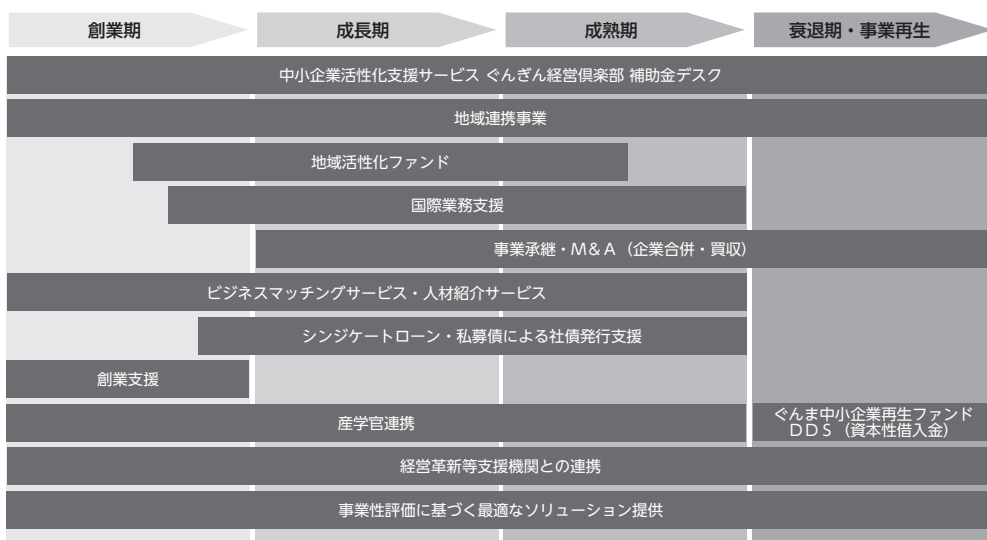 創業期
成長期
成熟期
衰退期・事業再生
中小企業活性化支援サービス ぐんぎん経営倶楽部 補助金デスク
地域連携事業
地域活性化ファンド
国際業務支援
事業承継・M&A（企業合併・買収）
ビジネスマッチングサービス・人材紹介サービス
シンジケートローン・私募債による社債発行支援
創業支援
産学官連携
ぐんま中小企業再生ファンド
DDS（資本性借入金）
経営革新等支援機関との連携
事業性評価に基づく最適なソリューション提供